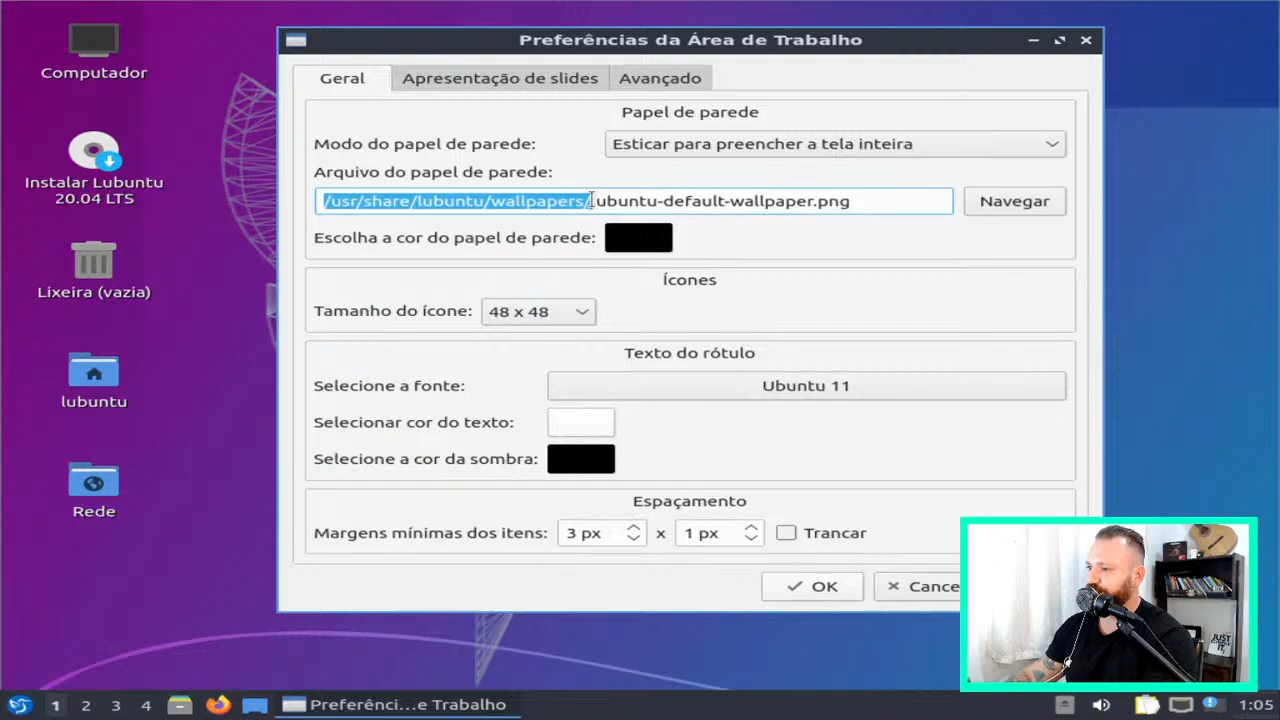 Preferências da Área de Trabalho
Computador
Instalar Lubuntu
20.04 LTS
Lixeira (vazia)
lubuntu
Rede
Geral
Apresentação de slides
Avançado
Papel de parede
Modo do papel de parede:
Esticar para preencher a tela inteira
Arquivo do papel de parede:
/usr/share/lubuntu/wallpapers/lubuntu-default-wallpaper.png
Navegar
Escolha a cor do papel de parede:
Ícones
Tamanho do ícone:
48 x 48
Texto do rótulo
Selecione a fonte:
Ubuntu 11
Selecionar cor do texto:
Selecione a cor da sombra:
Espaçamento
Margens mínimas dos itens:
3 px
x
1 px
Trancar
OK
Cance
1 2 3 4
Preferênci...e Trabalho
1:05